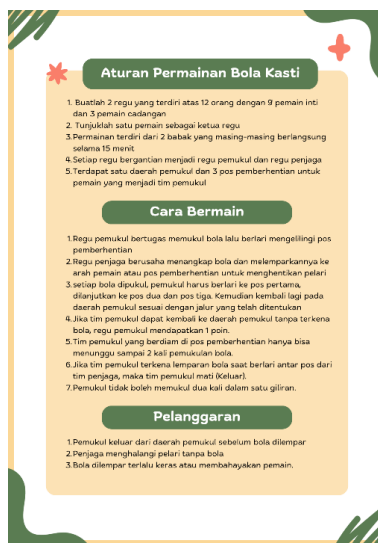 Aturan Permainan Bola Kasti
1. Buatlah 2 regu yang terdiri atas 12 orang dengan 9 pemain inti
dan 3 pemain cadangan
2. Tunjuklah satu pemain sebagai ketua regu
3.Permainan terdiri dari 2 babak yang masing-masing berlangsung
selama 15 menit
4.Setiap regu bergantian menjadi regu pemukul dan regu penjaga
5.Terdapat satu daerah pemukul dan 3 pos pemberhentian untuk
pemain yang menjadi tim pemukul
Cara Bermain
1.Regu pemukul bertugas memukul bola lalu berlari mengelilingi pos
pemberhentian
2.Regu penjaga berusaha menangkap bola dan melemparkannya ke
arah pemain atau pos pemberhentian untuk menghentikan pelari
3.setiap bola dipukul, pemukul harus berlari ke pos pertama,
dilanjutkan ke pos dua dan pos tiga. Kemudian kembali lagi pada
daerah pemukul sesuai dengan jalur yang telah ditentukan
4.Jika tim pemukul dapat kembali ke daerah pemukul tanpa terkena
bola, regu pemukul mendapatkan 1 poin.
5.Tim pemukul yang berdiam di pos pemberhentian hanya bisa
menunggu sampai 2 kali pemukulan bola.
6.Jika tim pemukul terkena lemparan bola saat berlari antar pos dari
tim penjaga, maka tim pemukul mati (Keluar).
7.Pemukul tidak boleh memukul dua kali dalam satu giliran.
Pelanggaran
1.Pemukul keluar dari daerah pemukul sebelum bola dilempar
2.Penjaga menghalangi pelari tanpa bola
3.Bola dilempar terlalu keras atau membahayakan pemain.